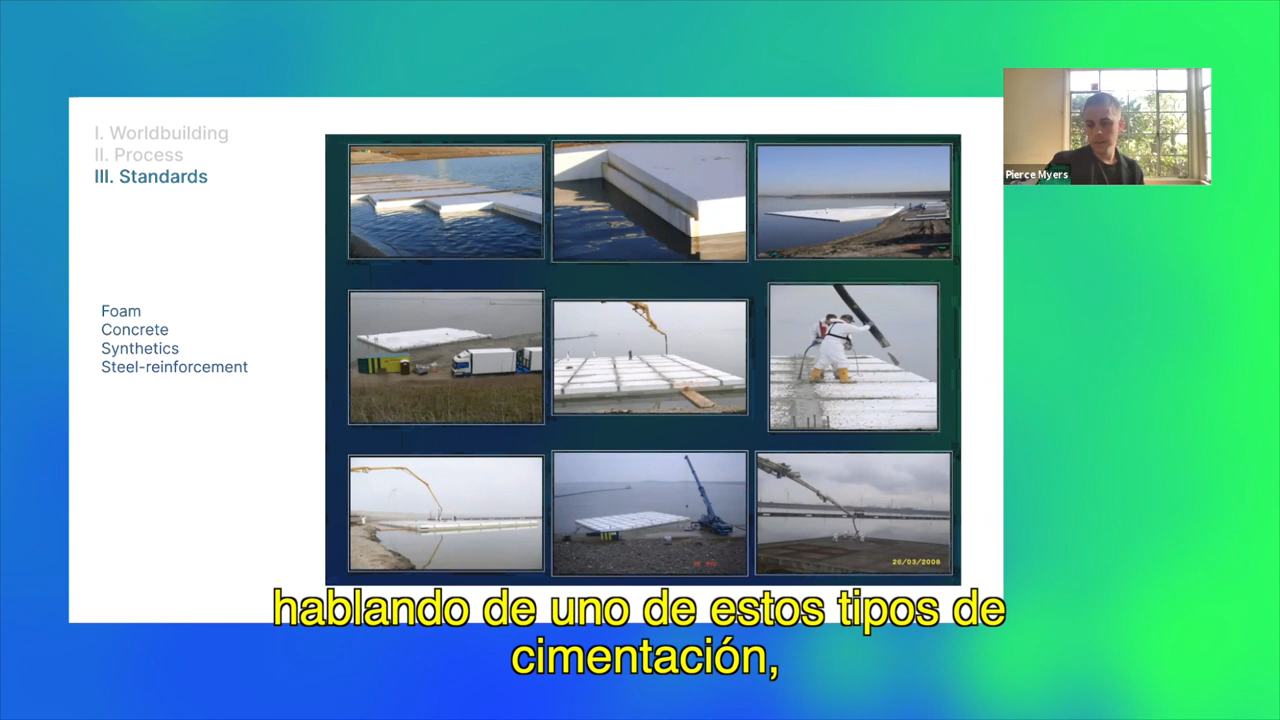 I. Worldbuilding
II. Process
III. Standards
Pierce Myers
Foam
Concrete
Synthetics
Steel-reinforcement
26/03/2008
hablando de uno de estos tipos de
cimentación,